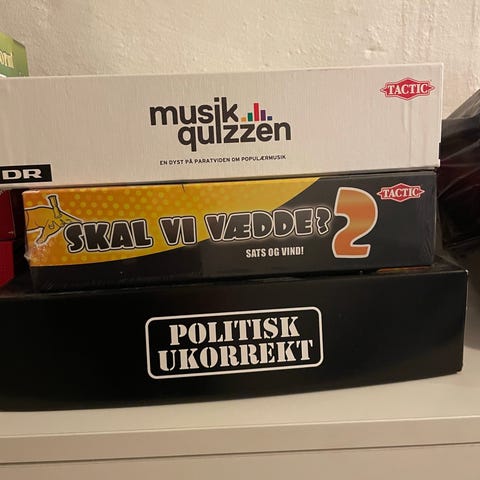 musik
quizzen
EN DYST PÅ PARATVIDEN OM POPULÆRMUSIK
TACTIC
DR
SKAL VI VÆDDE? 2
SATS OG VIND!
TACTIC
POLITISK
UKORREKT